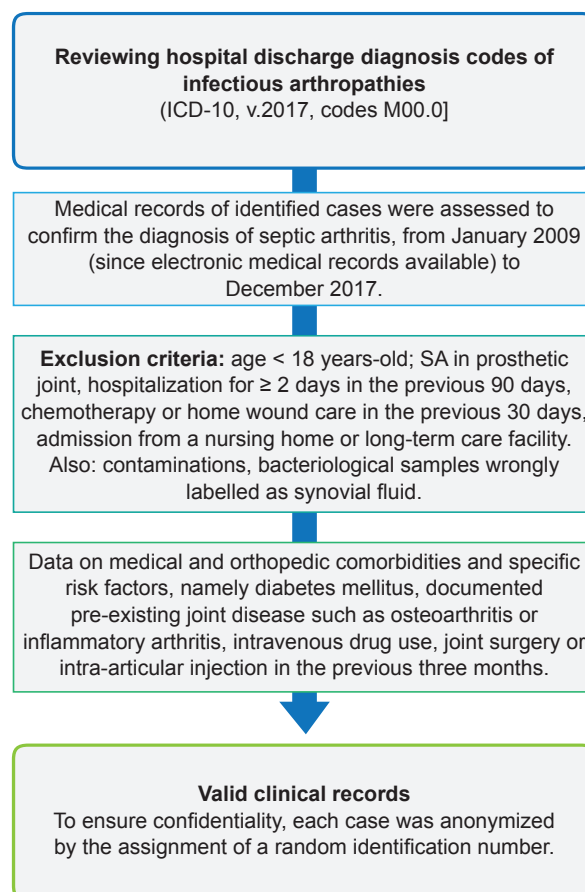 Reviewing hospital discharge diagnosis codes of
infectious arthropathies
(ICD-10, v.2017, codes M00.0]
Medical records of identified cases were assessed to
confirm the diagnosis of septic arthritis, from January 2009
(since electronic medical records available) to
December 2017.
Exclusion criteria: age < 18 years-old; SA in prosthetic
joint, hospitalization for ≥ 2 days in the previous 90 days,
chemotherapy or home wound care in the previous 30 days,
admission from a nursing home or long-term care facility.
Also: contaminations, bacteriological samples wrongly
labelled as synovial fluid.
Data on medical and orthopedic comorbidities and specific
risk factors, namely diabetes mellitus, documented
pre-existing joint disease such as osteoarthritis or
inflammatory arthritis, intravenous drug use, joint surgery or
intra-articular injection in the previous three months.
Valid clinical records
To ensure confidentiality, each case was anonymized
by the assignment of a random identification number.